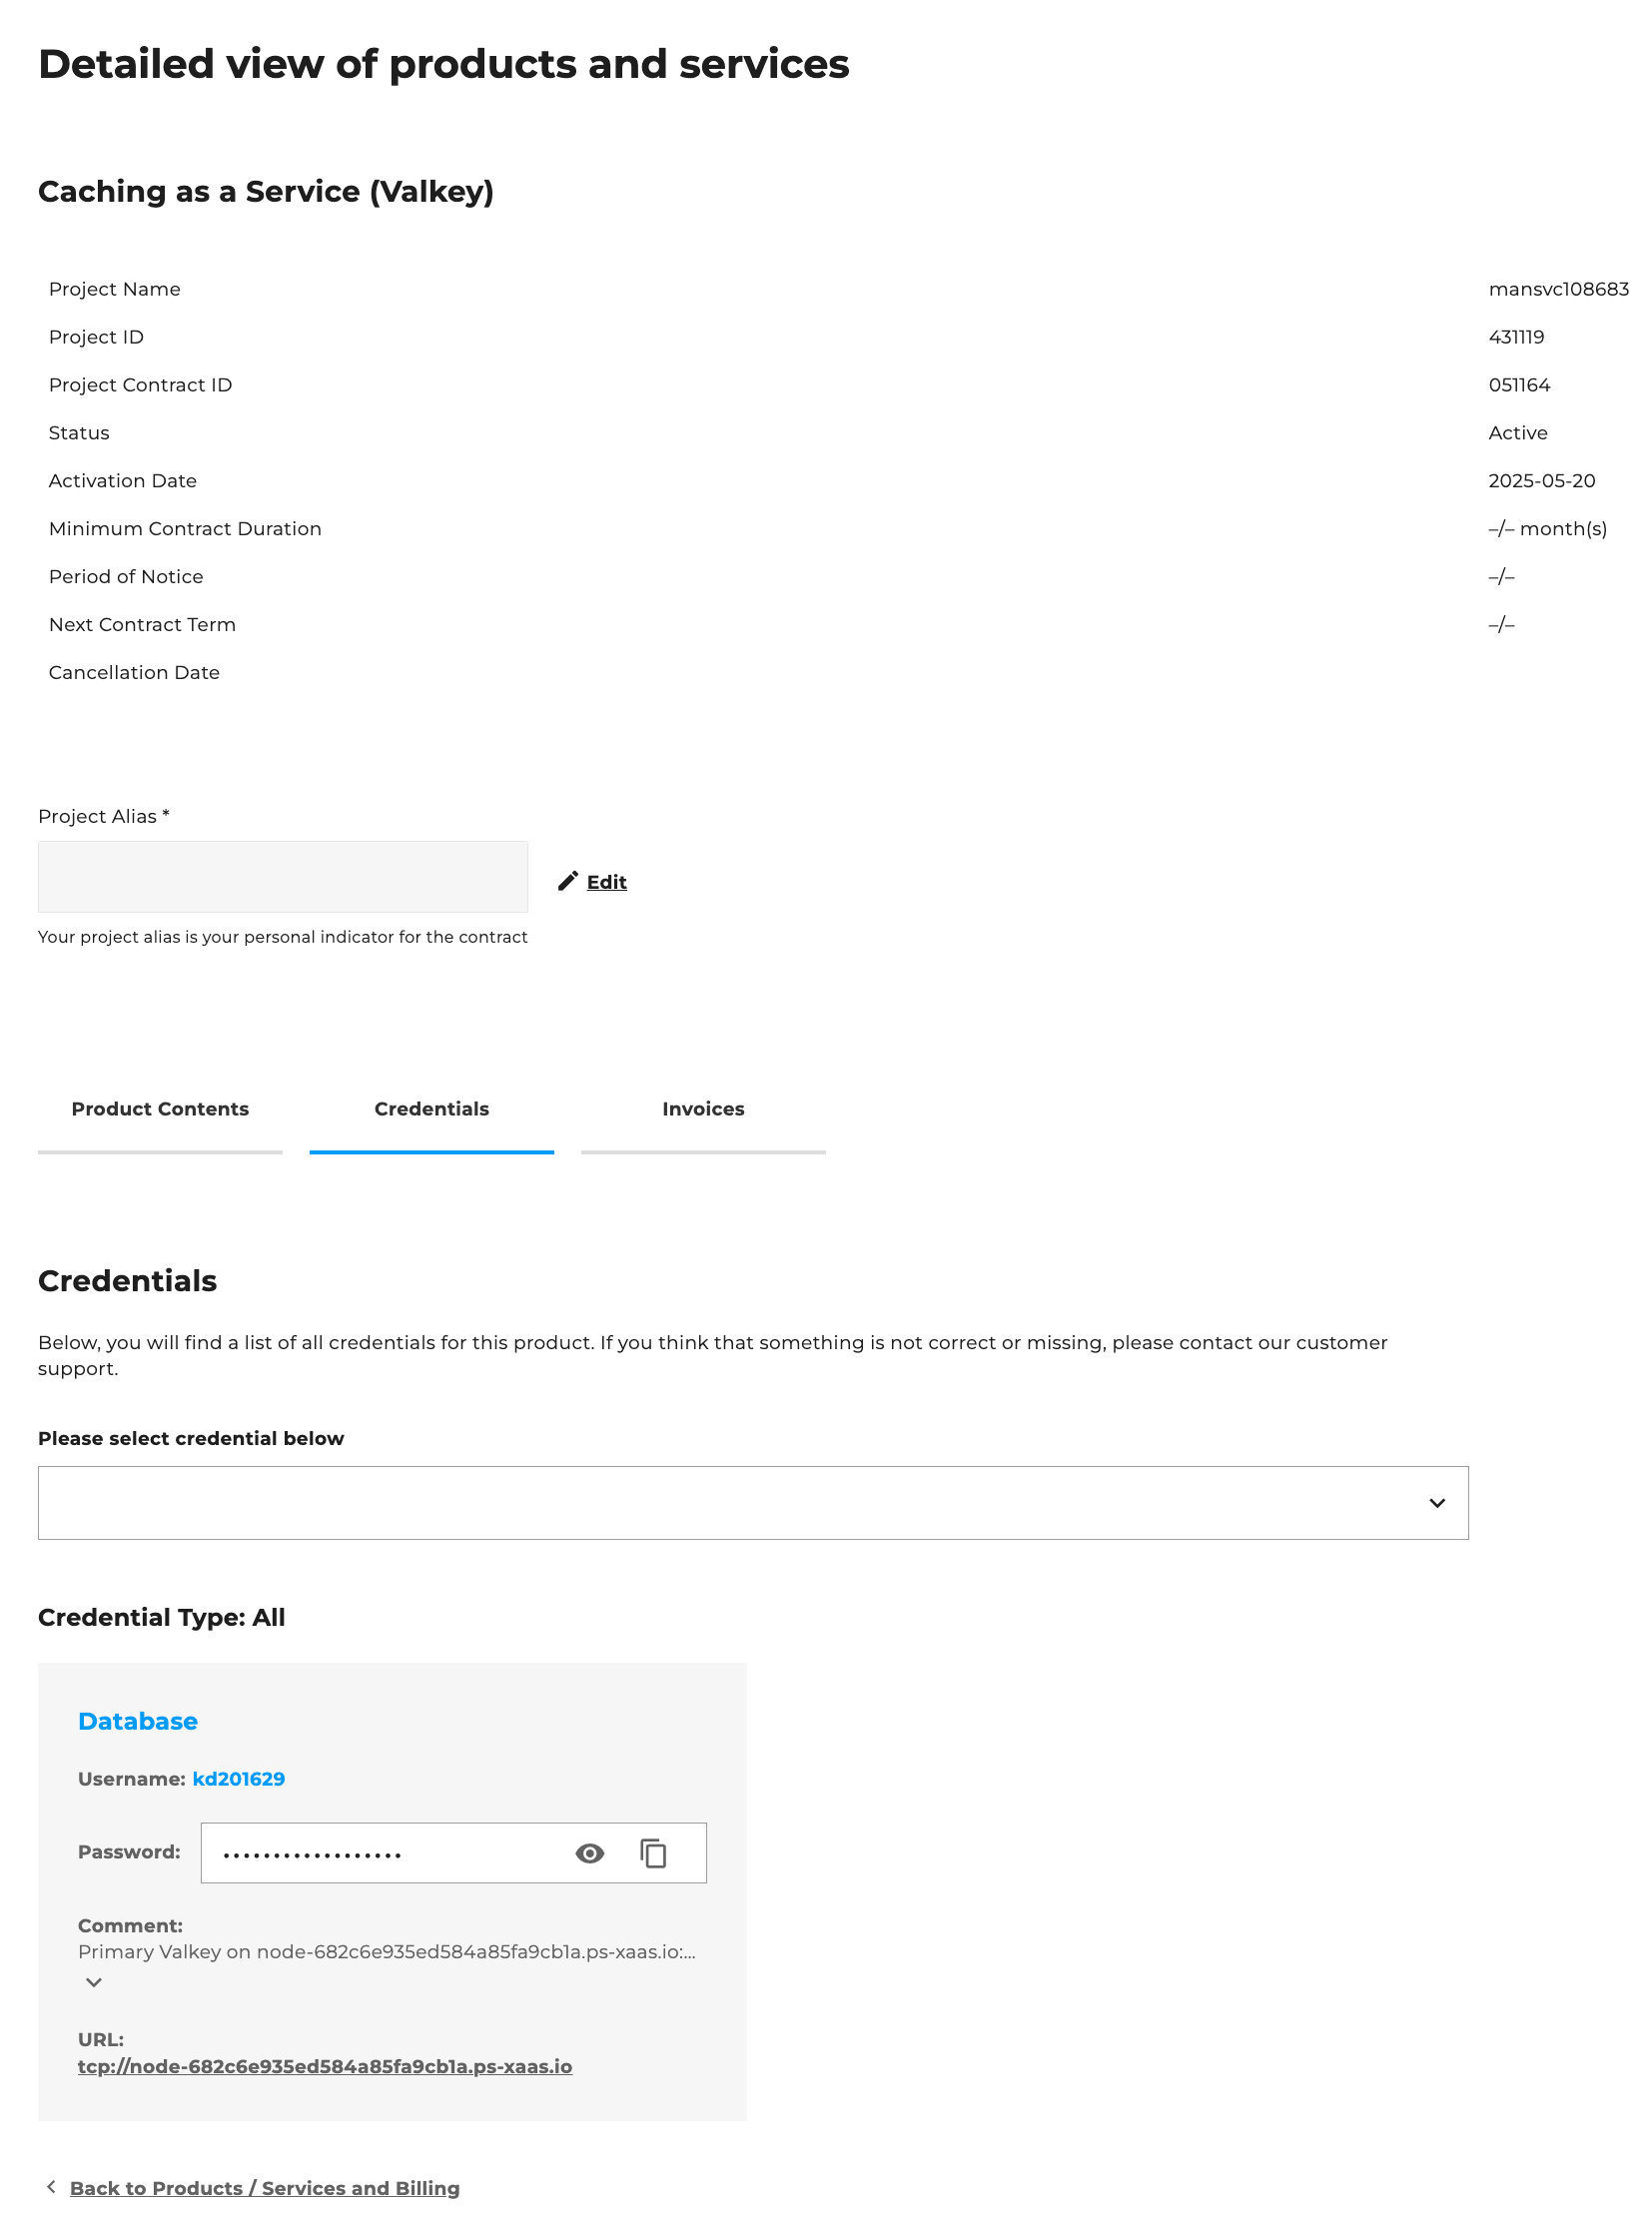 Detailed view of products and services
Caching as a Service (Valkey)
Project Name mansvc108683
Project ID 431119
Project Contract ID 051164
Status Active
Activation Date 2025-05-20
Minimum Contract Duration –/– month(s)
Period of Notice –/–
Next Contract Term –/–
Cancellation Date
Project Alias *
Edit
Your project alias is your personal indicator for the contract
Product Contents Credentials Invoices
Credentials
Below, you will find a list of all credentials for this product. If you think that something is not correct or missing, please contact our customer
support.
Please select credential below
Credential Type: All
Database
Username: kd201629
Password: ••••••••••••••••••
Comment:
Primary Valkey on node-682c6e935ed584a85fa9cb1a.ps-xaas.io:...
URL:
tcp://node-682c6e935ed584a85fa9cb1a.ps-xaas.io
Back to Products / Services and Billing